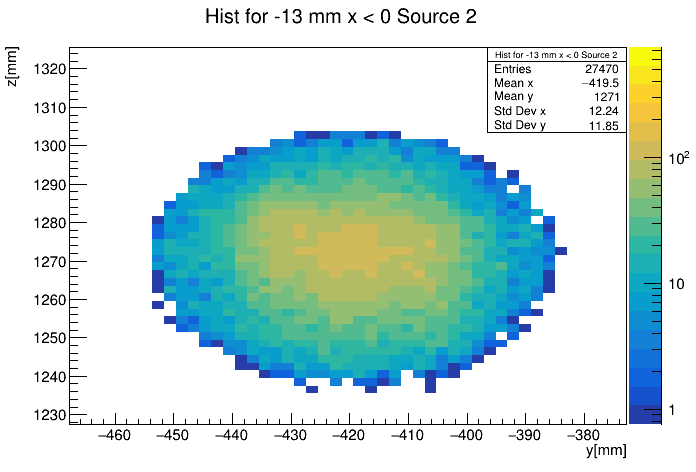 Hist for -13 mm x < 0 Source 2
z[mm]
Hist for -13 mm x < 0 Source 2
Entries 27470
Mean x −419.5
Mean y 1271
Std Dev x 12.24
Std Dev y 11.85
1320
1310
1300
1290
1280
1270
1260
1250
1240
1230
10²
10
1
−460 −450 −440 −430 −420 −410 −400 −390 −380
y[mm]